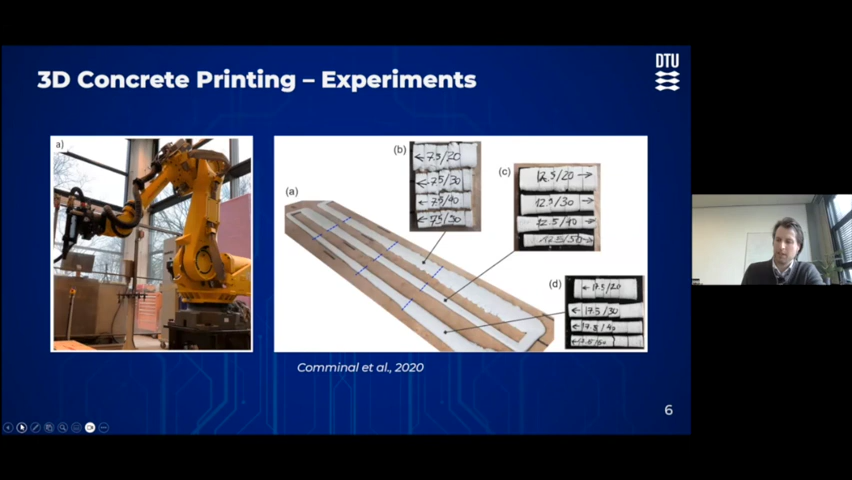 3D Concrete Printing – Experiments
DTU
a)
(a)
(b)
← 7.5/20
← 7.5/30
← 7.5/40
← 7.5/50
(c)
12.5/20 →
12.5/30 →
12.5/40 →
12.5/50 →
(d)
← 17.5/20
← 17.5/30
← 17.5/40
← 17.5/50
Comminal et al., 2020
6